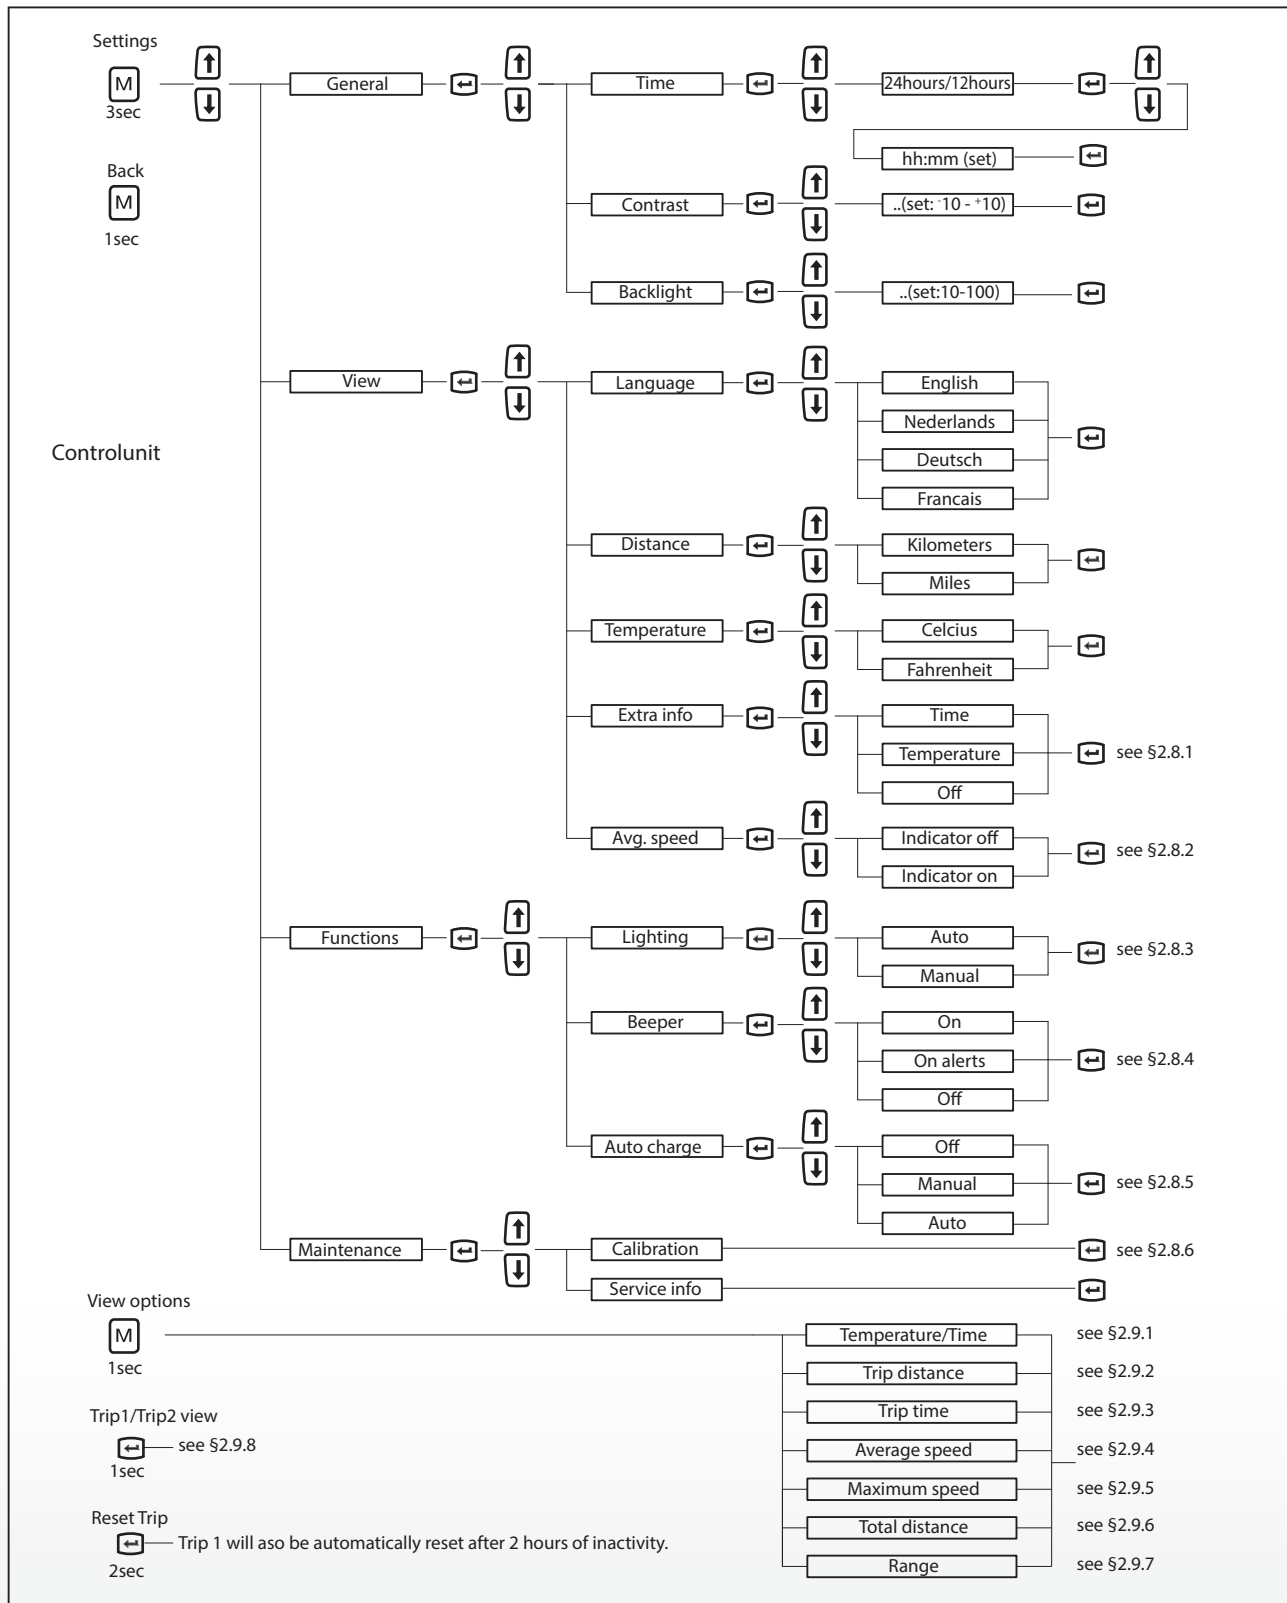 Settings
M
3sec
General
Time
24hours/12hours
hh:mm (set)
Back
M
1sec
Contrast
..(set: -10 - +10)
Backlight
..(set:10-100)
View
Language
English
Nederlands
Deutsch
Francais
Controlunit
Distance
Kilometers
Miles
Temperature
Celcius
Fahrenheit
Extra info
Time
Temperature
see §2.8.1
Off
Avg. speed
Indicator off
see §2.8.2
Indicator on
Functions
Lighting
Auto
see §2.8.3
Manual
Beeper
On
On alerts
see §2.8.4
Off
Auto charge
Off
Manual
see §2.8.5
Auto
Maintenance
Calibration
see §2.8.6
Service info
View options
M
1sec
Temperature/Time
see §2.9.1
Trip distance
see §2.9.2
Trip time
see §2.9.3
Average speed
see §2.9.4
Maximum speed
see §2.9.5
Total distance
see §2.9.6
Range
see §2.9.7
Trip1/Trip2 view
see §2.9.8
1sec
Reset Trip
Trip 1 will aso be automatically reset after 2 hours of inactivity.
2sec